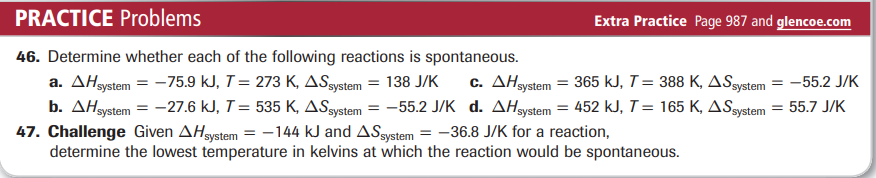 PRACTICE Problems Extra Practice Page 987 and glencoe.com
46. Determine whether each of the following reactions is spontaneous.
a. ΔHsystem = −75.9 kJ, T = 273 K, ΔSsystem = 138 J/K c. ΔHsystem = 365 kJ, T = 388 K, ΔSsystem = −55.2 J/K
b. ΔHsystem = −27.6 kJ, T = 535 K, ΔSsystem = −55.2 J/K d. ΔHsystem = 452 kJ, T = 165 K, ΔSsystem = 55.7 J/K
47. Challenge Given ΔHsystem = −144 kJ and ΔSsystem = −36.8 J/K for a reaction,
determine the lowest temperature in kelvins at which the reaction would be spontaneous.